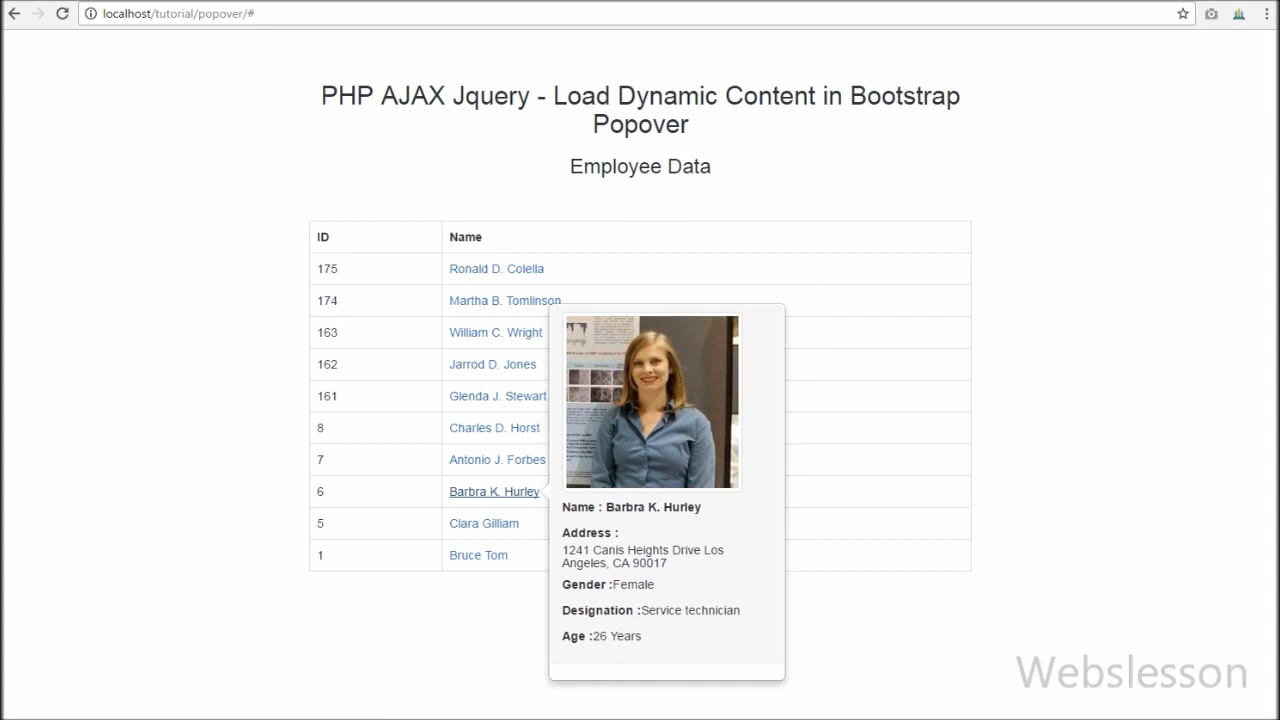 localhost/tutorial/popover/#
PHP AJAX Jquery - Load Dynamic Content in Bootstrap
Popover
Employee Data
ID Name
175 Ronald D. Colella
174 Martha B. Tomlinson
163 William C. Wright
162 Jarrod D. Jones
161 Glenda J. Stewart
8 Charles D. Horst
7 Antonio J. Forbes
6 Barbra K. Hurley
5 Clara Gilliam
1 Bruce Tom
Name : Barbra K. Hurley
Address :
1241 Canis Heights Drive Los
Angeles, CA 90017
Gender :Female
Designation :Service technician
Age :26 Years
Webslesson